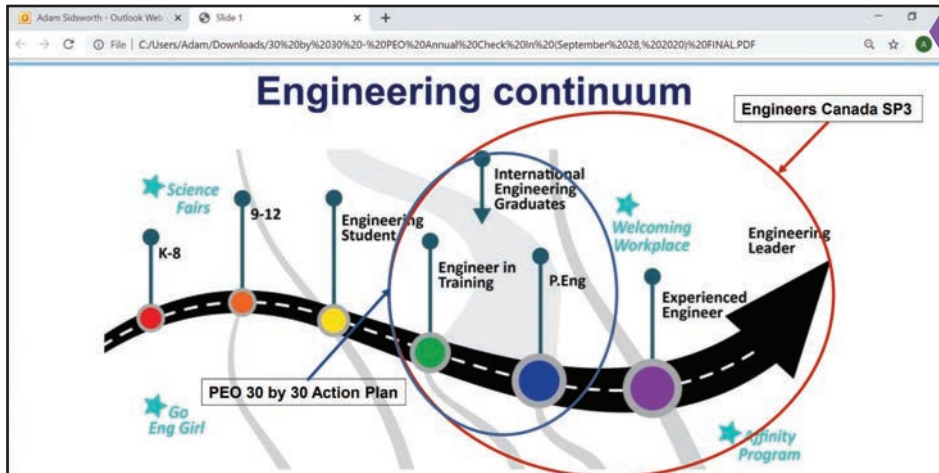 Adam Sidsworth - Outlook Web
Slide 1
File | C:/Users/Adam/Downloads/30%20by%2030%20-%20PEO%20Annual%20Check%20In%20(September%2028,%202020)%20FINAL.PDF
A
Engineering continuum
Engineers Canada SP3
Science
Fairs
9-12
K-8
Engineering
Student
International
Engineering
Graduates
Welcoming
Workplace
Engineering
Leader
Engineer in
Training
P.Eng
Experienced
Engineer
PEO 30 by 30 Action Plan
Go
Eng Girl
Affinity
Program